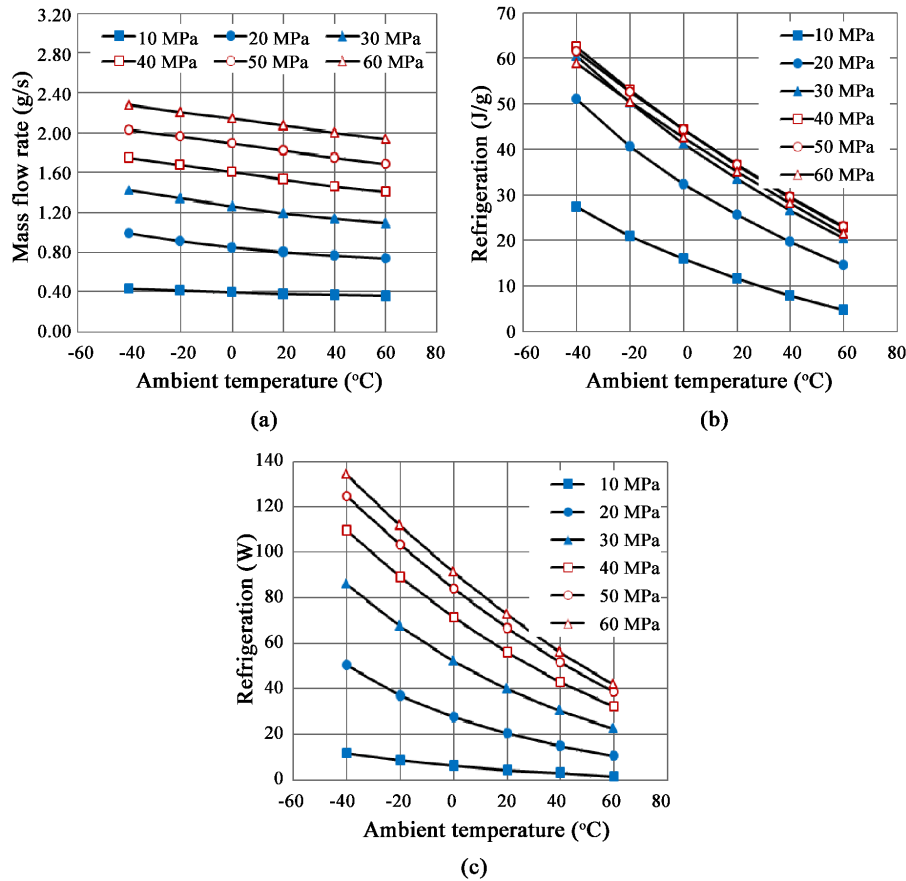 3.20
2.80
2.40
2.00
1.60
1.20
0.80
0.40
0.00
Mass flow rate (g/s)
10 MPa 20 MPa 30 MPa
40 MPa 50 MPa 60 MPa
-60 -40 -20 0 20 40 60 80
Ambient temperature (°C)
(a)
70
60
50
40
30
20
10
0
Refrigeration (J/g)
10 MPa
20 MPa
30 MPa
40 MPa
50 MPa
60 MPa
-60 -40 -20 0 20 40 60 80
Ambient temperature (°C)
(b)
140
120
100
80
60
40
20
0
Refrigeration (W)
10 MPa
20 MPa
30 MPa
40 MPa
50 MPa
60 MPa
-60 -40 -20 0 20 40 60 80
Ambient temperature (°C)
(c)